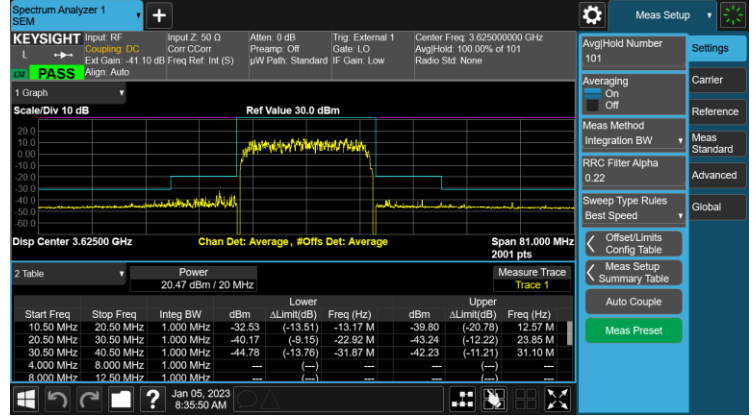 Spectrum Analyzer 1
SEM
+
Meas Setup
KEYSIGHT
L
LXI
PASS
Input: RF
Coupling: DC
Ext Gain: -41.10 dB
Align: Auto
Input Z: 50 Ω
Corr CCorr
Freq Ref: Int (S)
Atten: 0 dB
Preamp: Off
µW Path: Standard
Trig: External 1
Gate: LO
IF Gain: Low
Center Freq: 3.625000000 GHz
Avg|Hold: 100.00% of 101
Radio Std: None
1 Graph
Scale/Div 10 dB
Ref Value 30.0 dBm
20.0
10.0
0.00
-10.0
-20.0
-30.0
-40.0
-50.0
-60.0
Disp Center 3.62500 GHz
Chan Det: Average , #Offs Det: Average
Span 81.000 MHz
2001 pts
2 Table
Power
20.47 dBm / 20 MHz
Measure Trace
Trace 1
Lower Upper
Start Freq Stop Freq Integ BW dBm ΔLimit(dB) Freq (Hz) dBm ΔLimit(dB) Freq (Hz)
10.50 MHz 20.50 MHz 1.000 MHz -32.53 (-13.51) -13.17 M -39.80 (-20.78) 12.57 M
20.50 MHz 30.50 MHz 1.000 MHz -40.17 (-9.15) -22.92 M -43.24 (-12.22) 23.85 M
30.50 MHz 40.50 MHz 1.000 MHz -44.78 (-13.76) -31.87 M -42.23 (-11.21) 31.10 M
4.000 MHz 8.000 MHz 1.000 MHz --- (---) --- (---)
8.000 MHz 12.50 MHz 1.000 MHz --- (---) --- (---)
?
Jan 05, 2023
8:35:50 AM
Avg|Hold Number
101
Averaging
On
Off
Meas Method
Integration BW
RRC Filter Alpha
0.22
Sweep Type Rules
Best Speed
Offset/Limits
Config Table
Meas Setup
Summary Table
Auto Couple
Meas Preset
Settings
Carrier
Reference
Meas
Standard
Advanced
Global